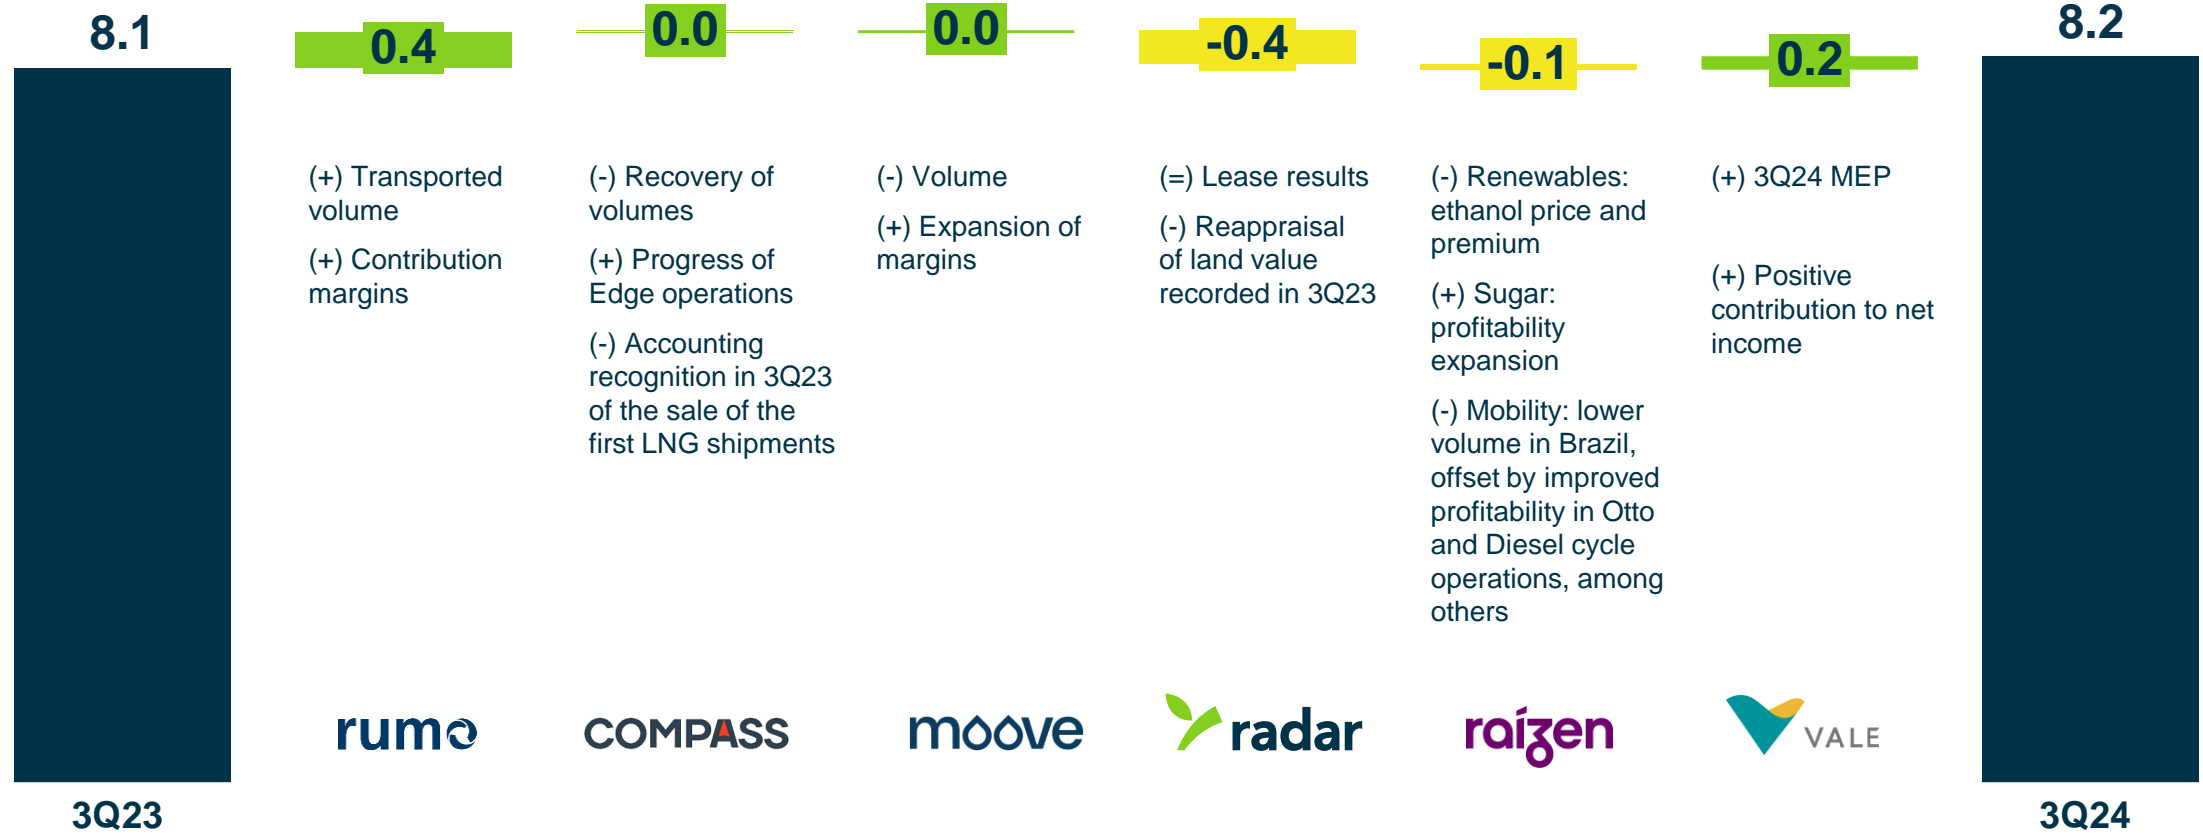 8.1
0.4
0.0
0.0
-0.4
-0.1
0.2
8.2
(+) Transported
volume
(+) Contribution
margins
(-) Recovery of
volumes
(+) Progress of
Edge operations
(-) Accounting
recognition in 3Q23
of the sale of the
first LNG shipments
(-) Volume
(+) Expansion of
margins
(=) Lease results
(-) Reappraisal
of land value
recorded in 3Q23
(-) Renewables:
ethanol price and
premium
(+) Sugar:
profitability
expansion
(-) Mobility: lower
volume in Brazil,
offset by improved
profitability in Otto
and Diesel cycle
operations, among
others
(+) 3Q24 MEP
(+) Positive
contribution to net
income
rumo
COMPASS
moove
radar
raízen
VALE
3Q23
3Q24